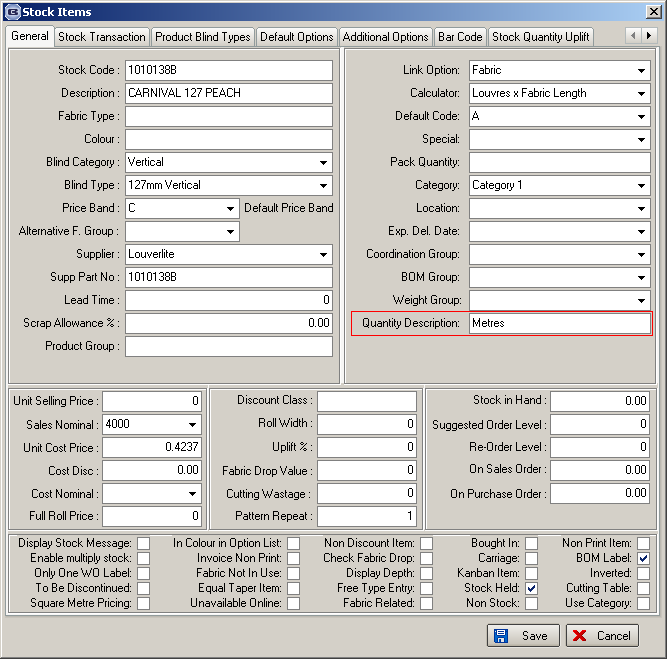 Stock Items
General Stock Transaction Product Blind Types Default Options Additional Options Bar Code Stock Quantity Uplift
Stock Code : 1010138B
Description : CARNIVAL 127 PEACH
Fabric Type :
Colour :
Blind Category : Vertical
Blind Type : 127mm Vertical
Price Band : C Default Price Band
Alternative F. Group :
Supplier : Louverlite
Supp Part No : 1010138B
Lead Time : 0
Scrap Allowance % : 0.00
Product Group :
Link Option: Fabric
Calculator: Louvres x Fabric Length
Default Code: A
Special:
Pack Quantity:
Category: Category 1
Location:
Exp. Del. Date:
Coordination Group:
BOM Group:
Weight Group:
Quantity Description: Metres
Unit Selling Price : 0
Sales Nominal : 4000
Unit Cost Price : 0.4237
Cost Disc : 0.00
Cost Nominal :
Full Roll Price : 0
Discount Class :
Roll Width : 0
Uplift % : 0
Fabric Drop Value : 0
Cutting Wastage : 0
Pattern Repeat : 1
Stock in Hand : 0.00
Suggested Order Level : 0
Re-Order Level : 0
On Sales Order : 0.00
On Purchase Order : 0.00
Display Stock Message: In Colour in Option List: Non Discount Item: Bought In: Non Print Item:
Enable multiply stock: Invoice Non Print: Check Fabric Drop: Carriage: BOM Label:
Only One WO Label: Fabric Not In Use: Display Depth: Kanban Item: Inverted:
To Be Discontinued: Equal Taper Item: Free Type Entry: Stock Held: Cutting Table:
Square Metre Pricing: Unavailable Online: Fabric Related: Non Stock: Use Category:
Save Cancel